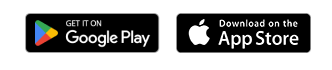 GET IT ON
Google Play
Download on the
App Store